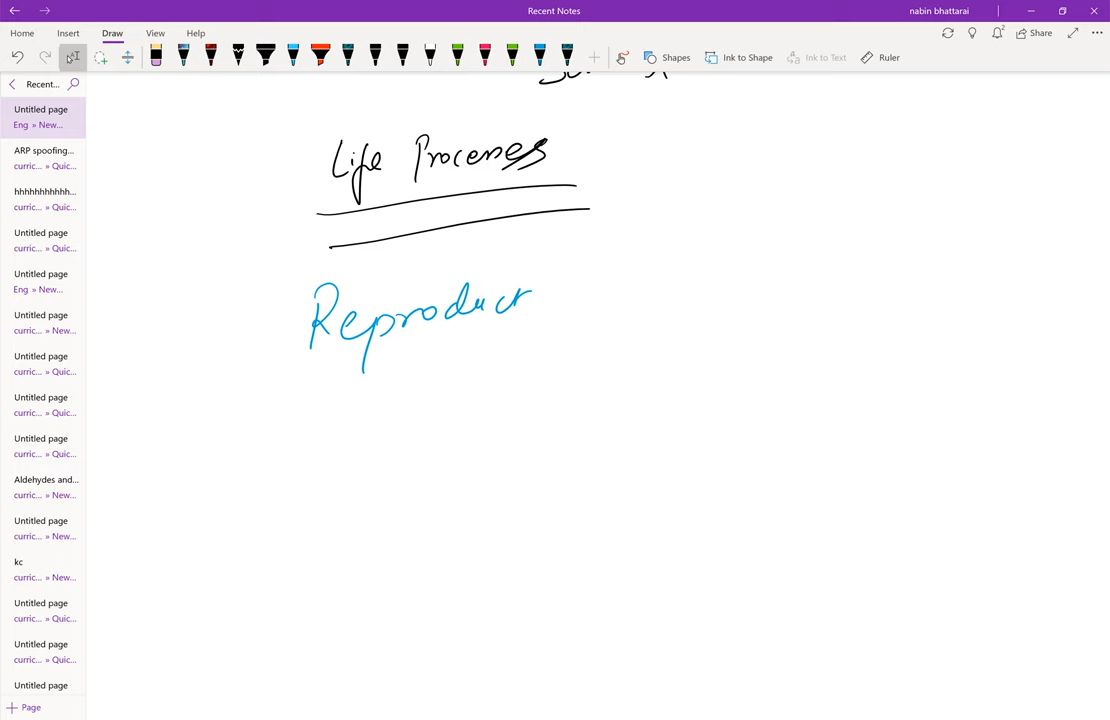 Recent Notes
nabin bhattarai
Home Insert Draw View Help
Share
Shapes Ink to Shape Ink to Text Ruler
Recent...
Untitled page
Eng » New...
ARP spoofing...
curric... » Quic...
hhhhhhhhhhh...
curric... » Quic...
Untitled page
curric... » Quic...
Untitled page
Eng » New...
Untitled page
curric... » New...
Untitled page
curric... » Quic...
Untitled page
curric... » Quic...
Untitled page
curric... » Quic...
Aldehydes and...
curric... » New...
Untitled page
curric... » New...
kc
curric... » New...
Untitled page
curric... » Quic...
Untitled page
curric... » Quic...
Untitled page
Page
Life Processes
Reproduct